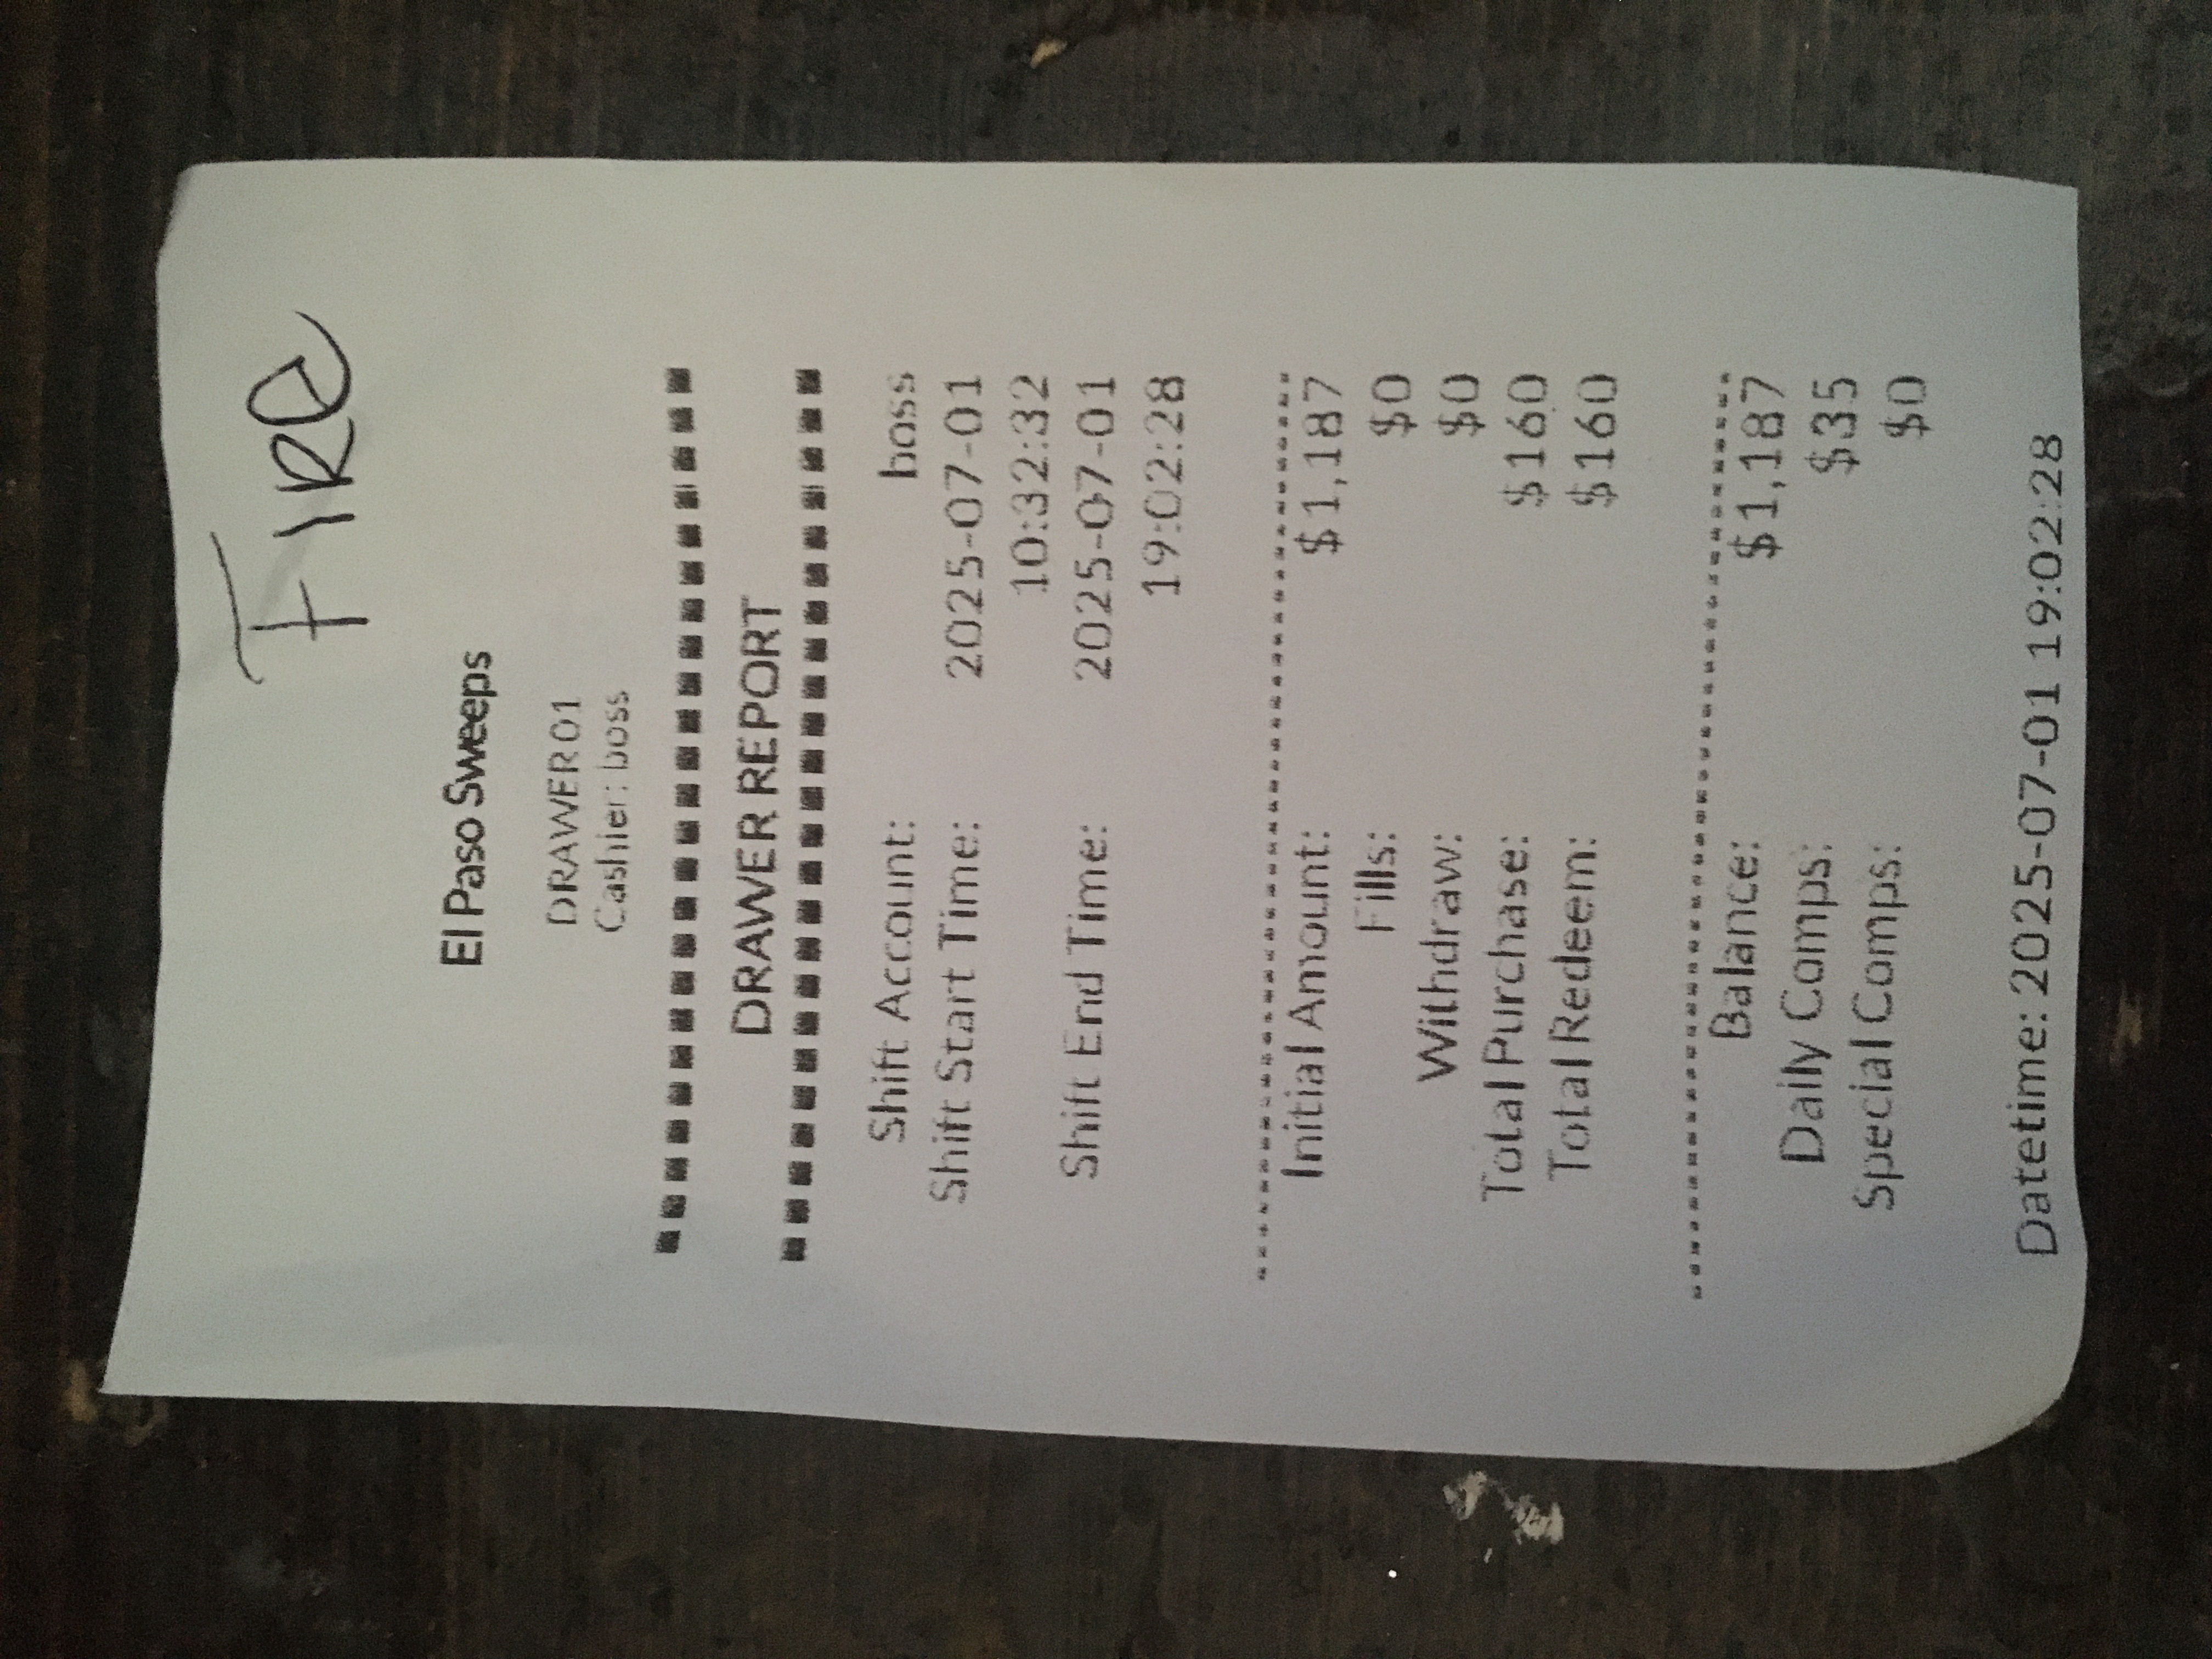 FIRE
El Paso Sweeps
DRAWER01
Cashier: boss
DRAWER REPORT
Shift Account: boss
Shift Start Time: 2025-07-01
10:32:32
Shift End Time: 2025-07-01
19:02:28
Initial Amount: $1,187
Fills: $0
Withdraw: $0
Total Purchase: $160
Total Redeem: $160
Balance: $1,187
Daily Comps: $35
Special Comps: $0
Datetime: 2025-07-01 19:02:28